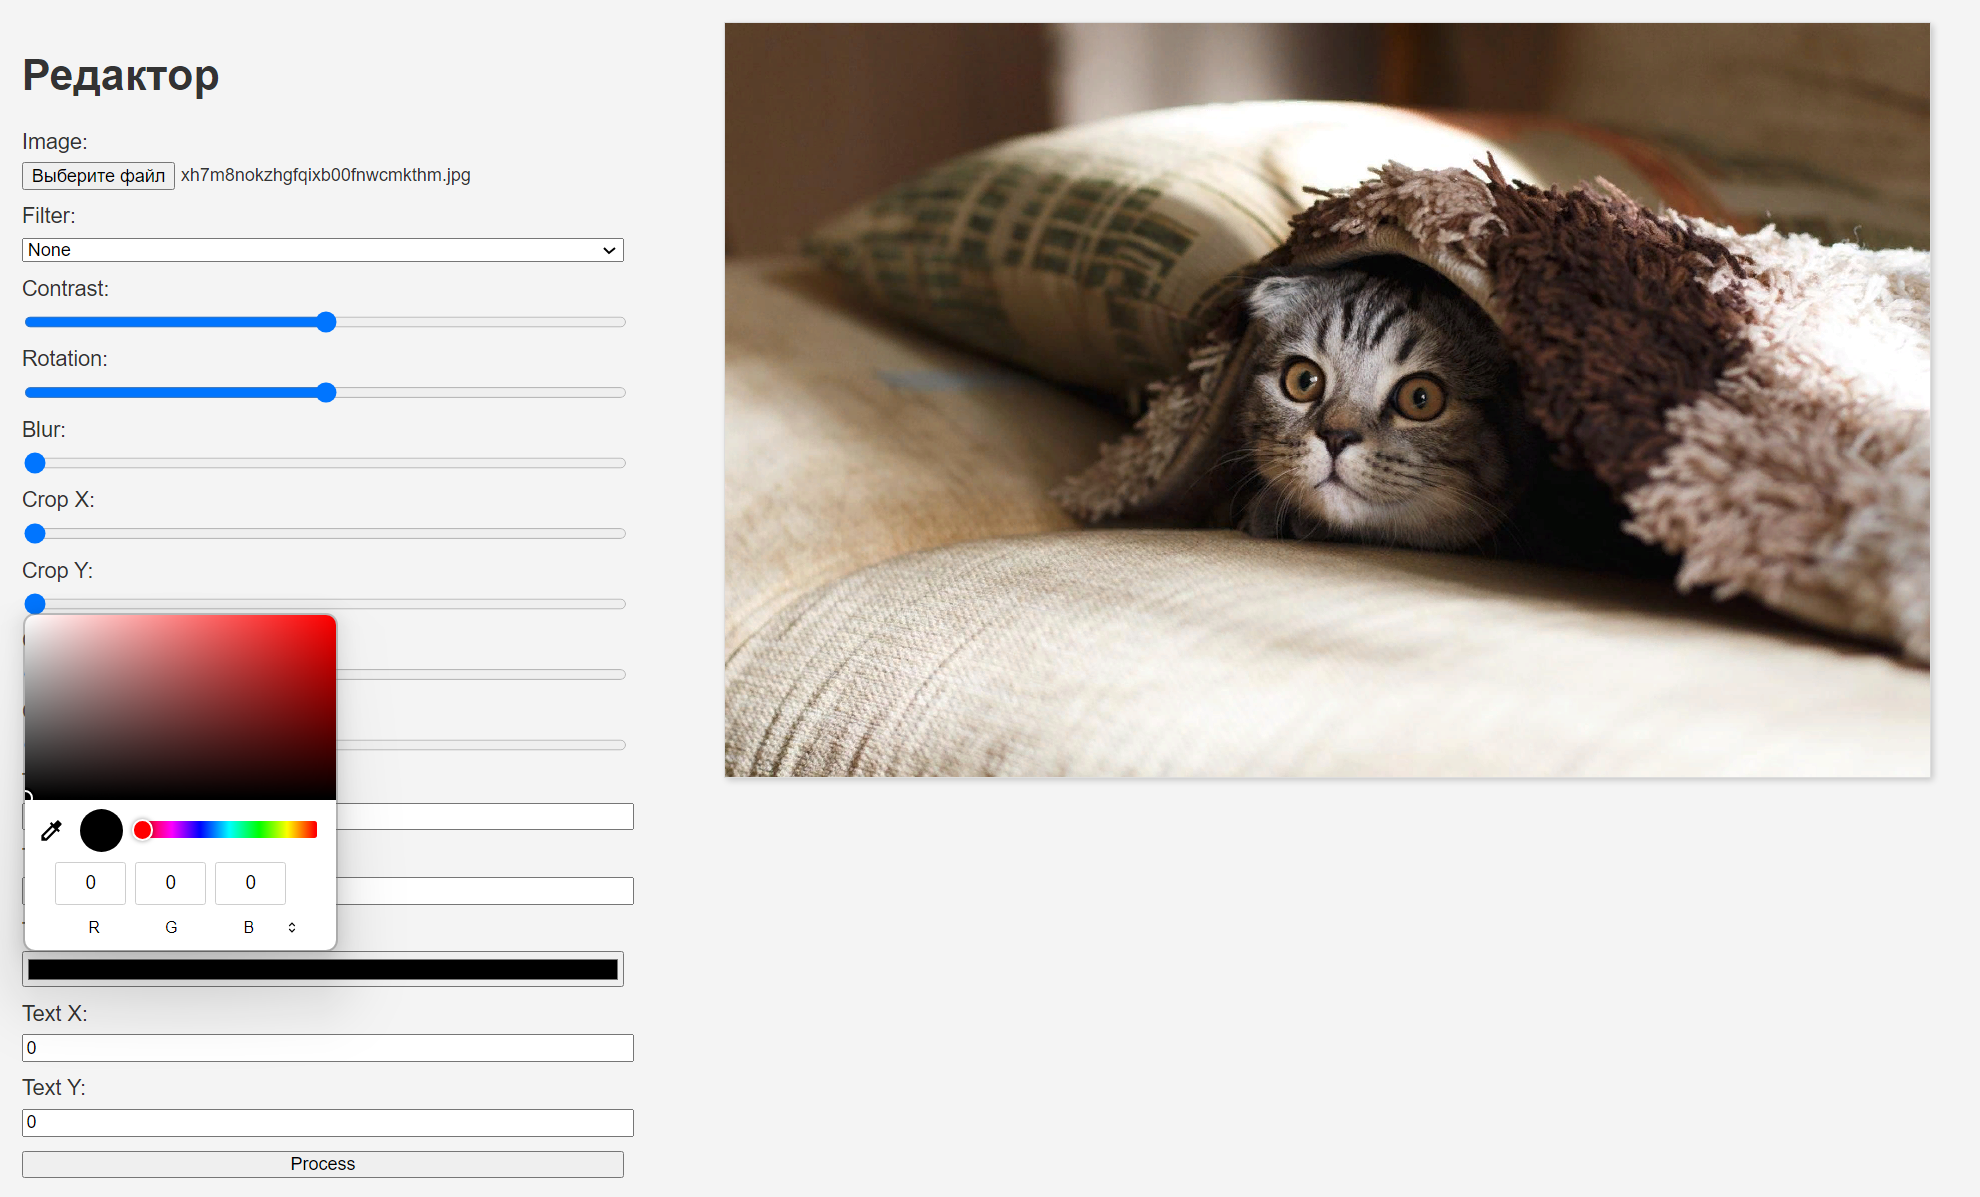 Редактор
Image:
Выберите файл xh7m8nokzhgfqixb00fnwcmkthm.jpg
Filter:
None
Contrast:
Rotation:
Blur:
Crop X:
Crop Y:
0 0 0
R G B
Text X:
0
Text Y:
0
Process